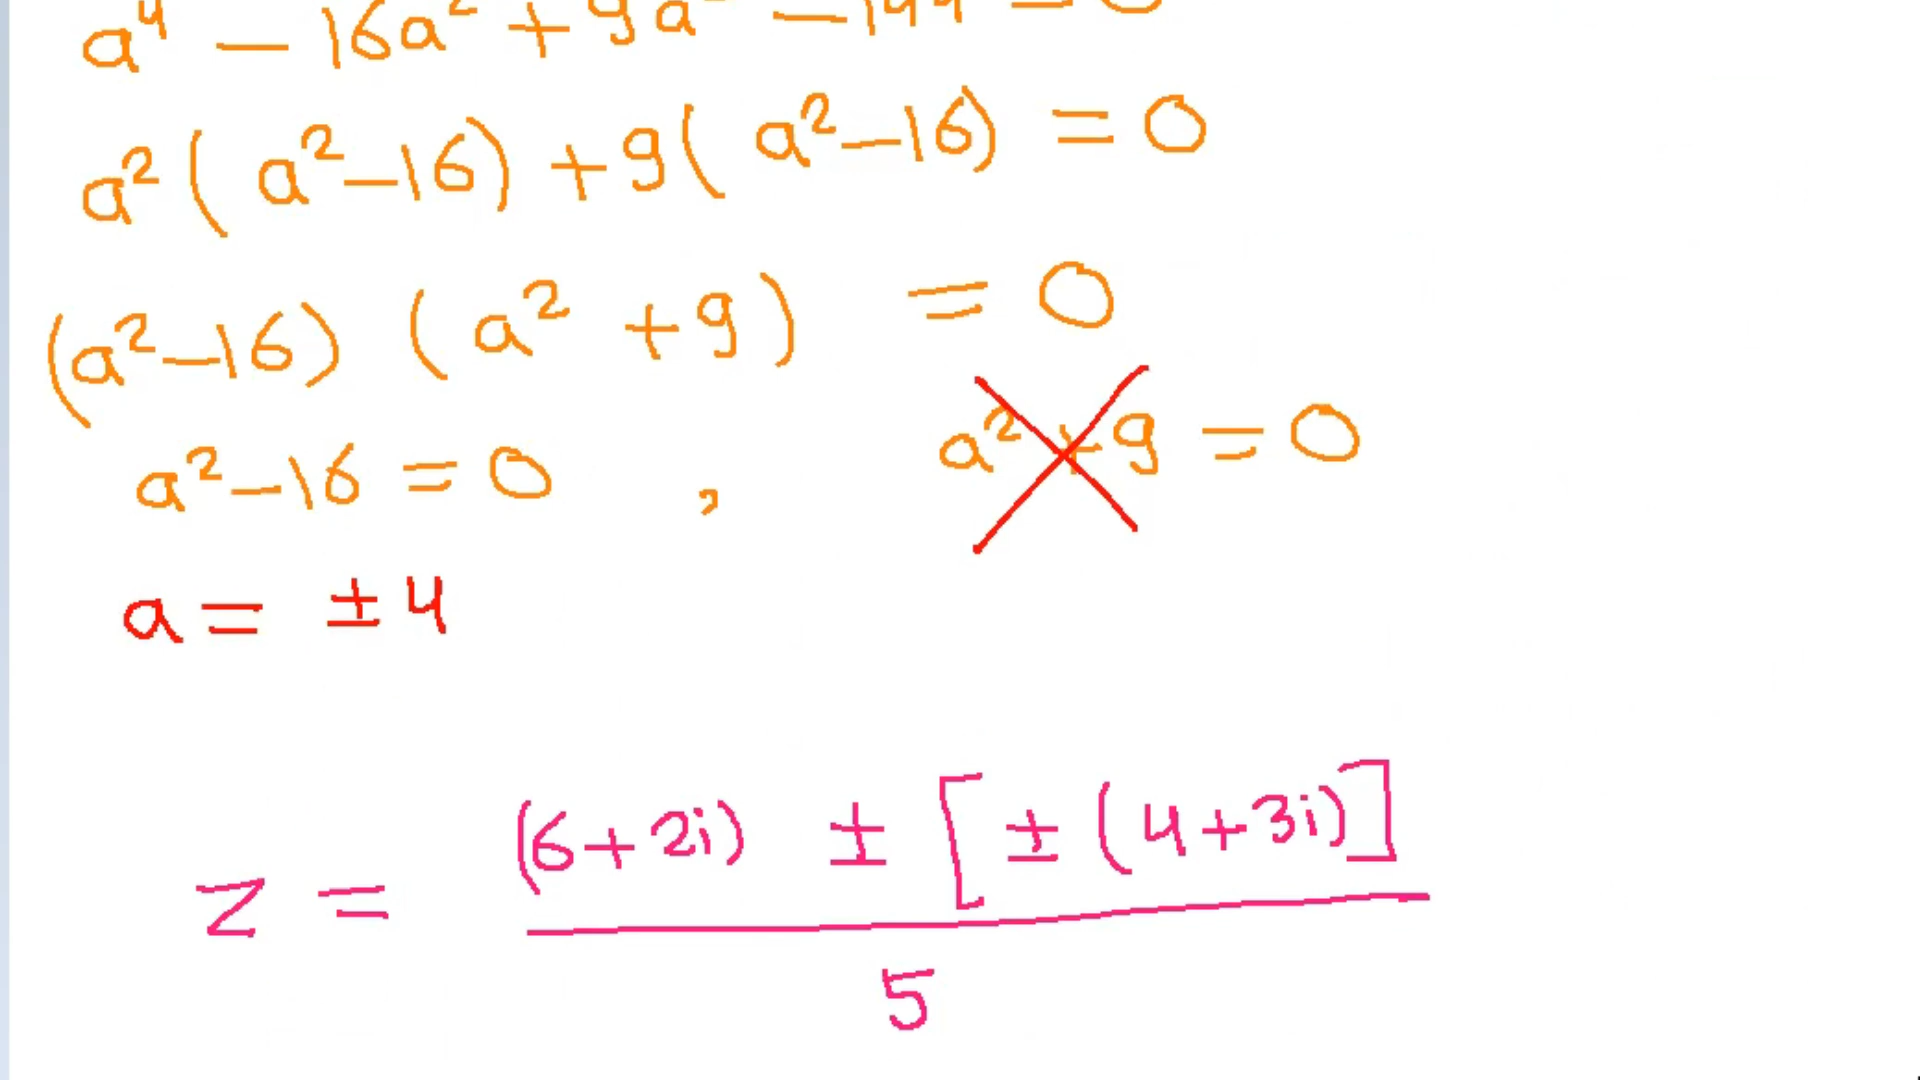 a⁴ − 16a² + 9a² − 144 = 0
a² ( a² − 16 ) + 9 ( a² − 16 ) = 0
(a² − 16) ( a² + 9 ) = 0
a² − 16 = 0 , a² + 9 = 0
a = ± 4
z = (6 + 2i) ± [ ± ( 4 + 3i ) ]
5